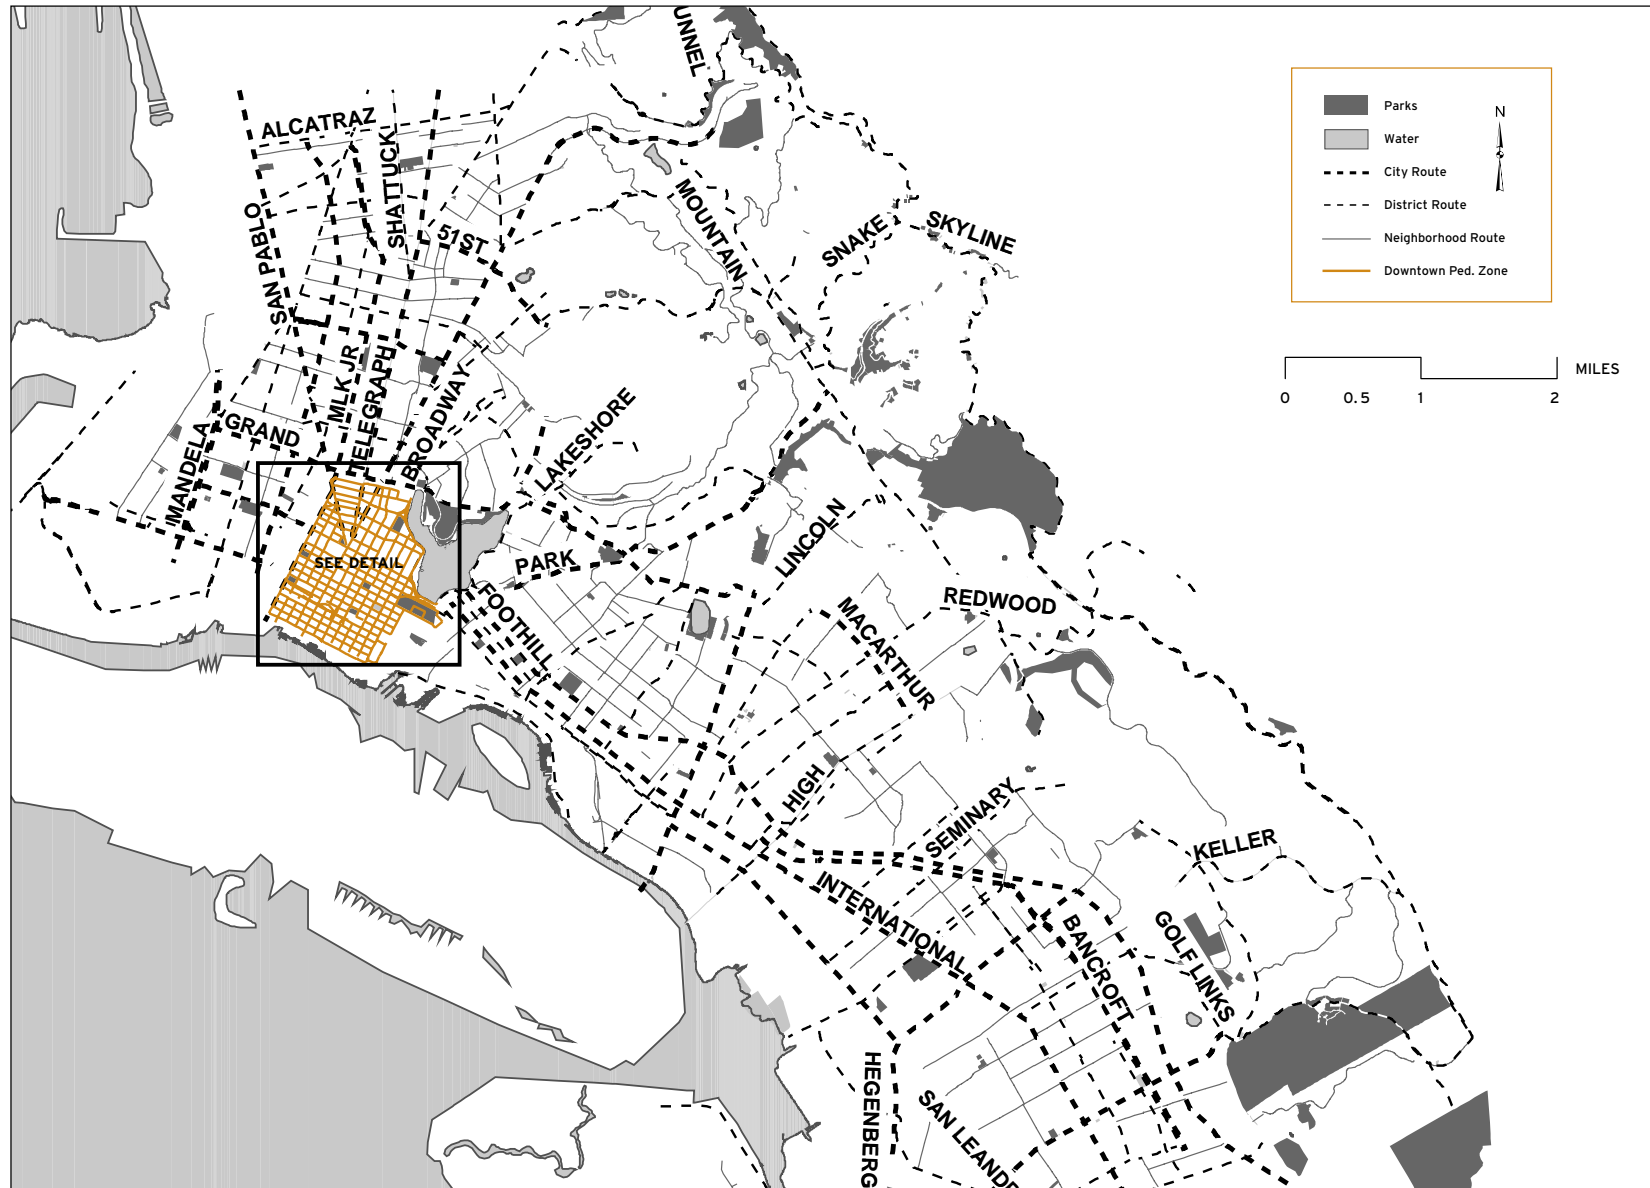 UNNEL
ALCATRAZ
SHATTUCK
SAN PABLO
51ST
MOUNTAIN
SNAKE
SKYLINE
Parks
Water
City Route
District Route
Neighborhood Route
Downtown Ped. Zone
N
MILES
0
0.5
1
2
MLK JR
TELEGRAPH
BROADWAY
GRAND
MANDELA
LAKESHORE
SEE DETAIL
PARK
LINCOLN
FOOTHILL
MACARTHUR
REDWOOD
HIGH
SEMINARY
KELLER
INTERNATIONAL
BANCROFT
GOLF LINKS
HEGENBERG
SAN LEANDR